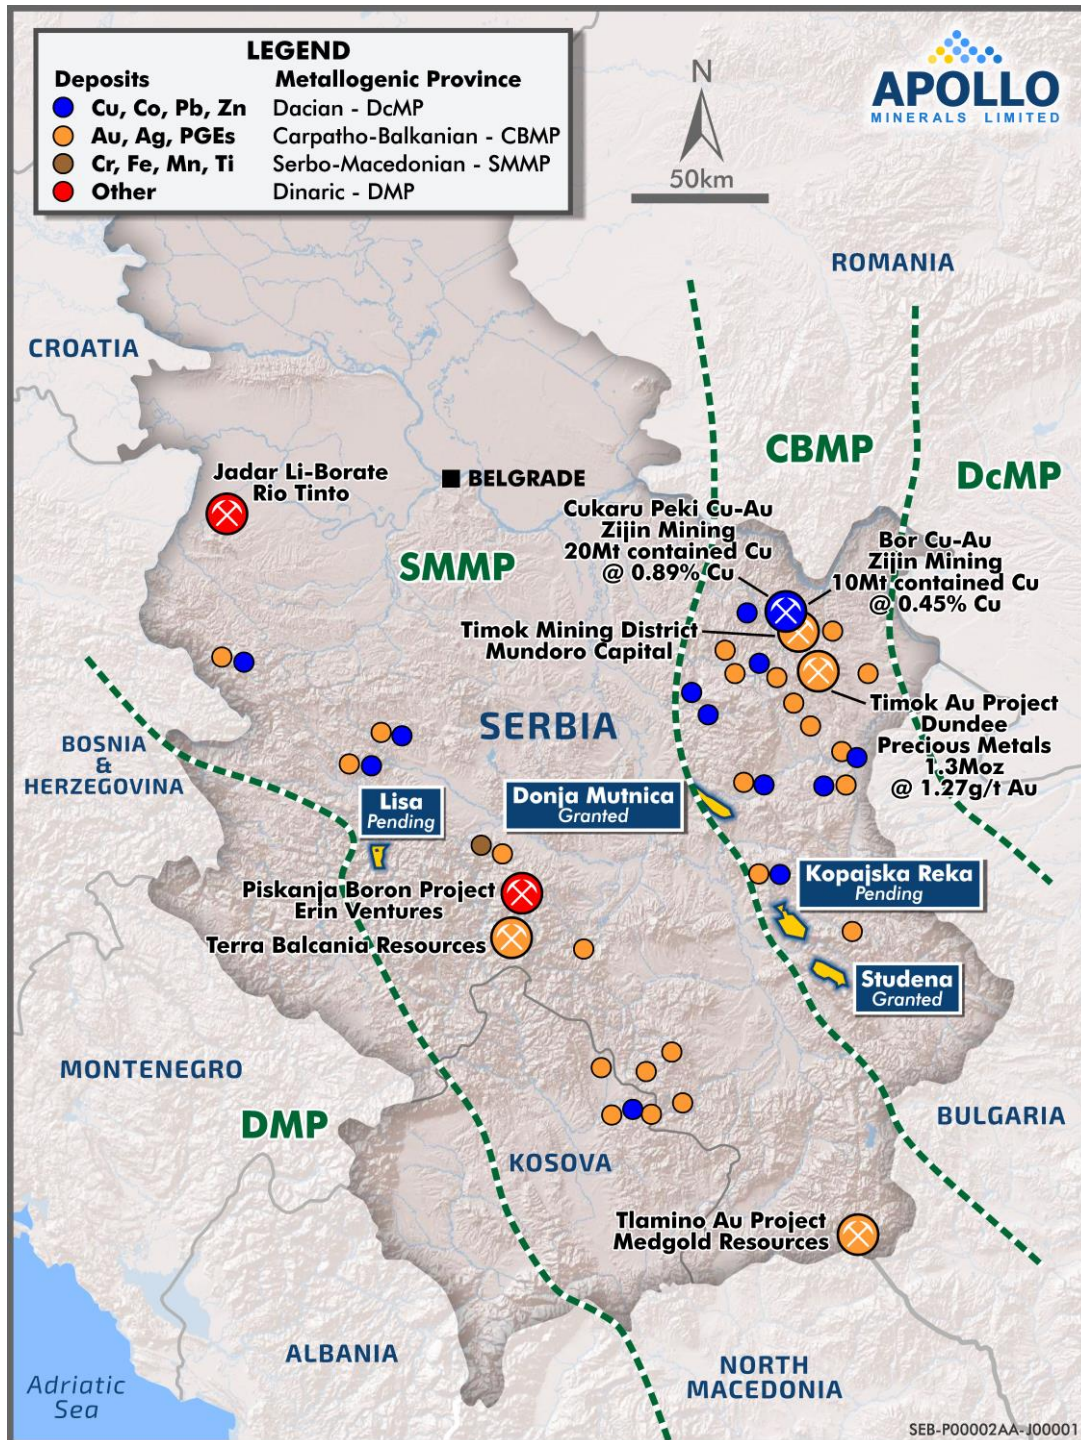 LEGEND
Deposits Metallogenic Province
Cu, Co, Pb, Zn Dacian - DcMP
Au, Ag, PGEs Carpatho-Balkanian - CBMP
Cr, Fe, Mn, Ti Serbo-Macedonian - SMMP
Other Dinaric - DMP
N
50km
APOLLO
MINERALS LIMITED
ROMANIA
CROATIA
CBMP
DcMP
Jadar Li-Borate
Rio Tinto
BELGRADE
Cukaru Peki Cu-Au
Zijin Mining
20Mt contained Cu
@ 0.89% Cu
Bor Cu-Au
Zijin Mining
10Mt contained Cu
@ 0.45% Cu
SMMP
Timok Mining District
Mundoro Capital
SERBIA
Timok Au Project
Dundee
Precious Metals
1.3Moz
@ 1.27g/t Au
BOSNIA
&
HERZEGOVINA
Lisa
Pending
Donja Mutnica
Granted
Kopajska Reka
Pending
Piskanja Boron Project
Erin Ventures
Terra Balcania Resources
Studena
Granted
MONTENEGRO
DMP
BULGARIA
KOSOVA
Tlamino Au Project
Medgold Resources
ALBANIA
NORTH
MACEDONIA
Adriatic
Sea
SEB-P00002AA-J00001